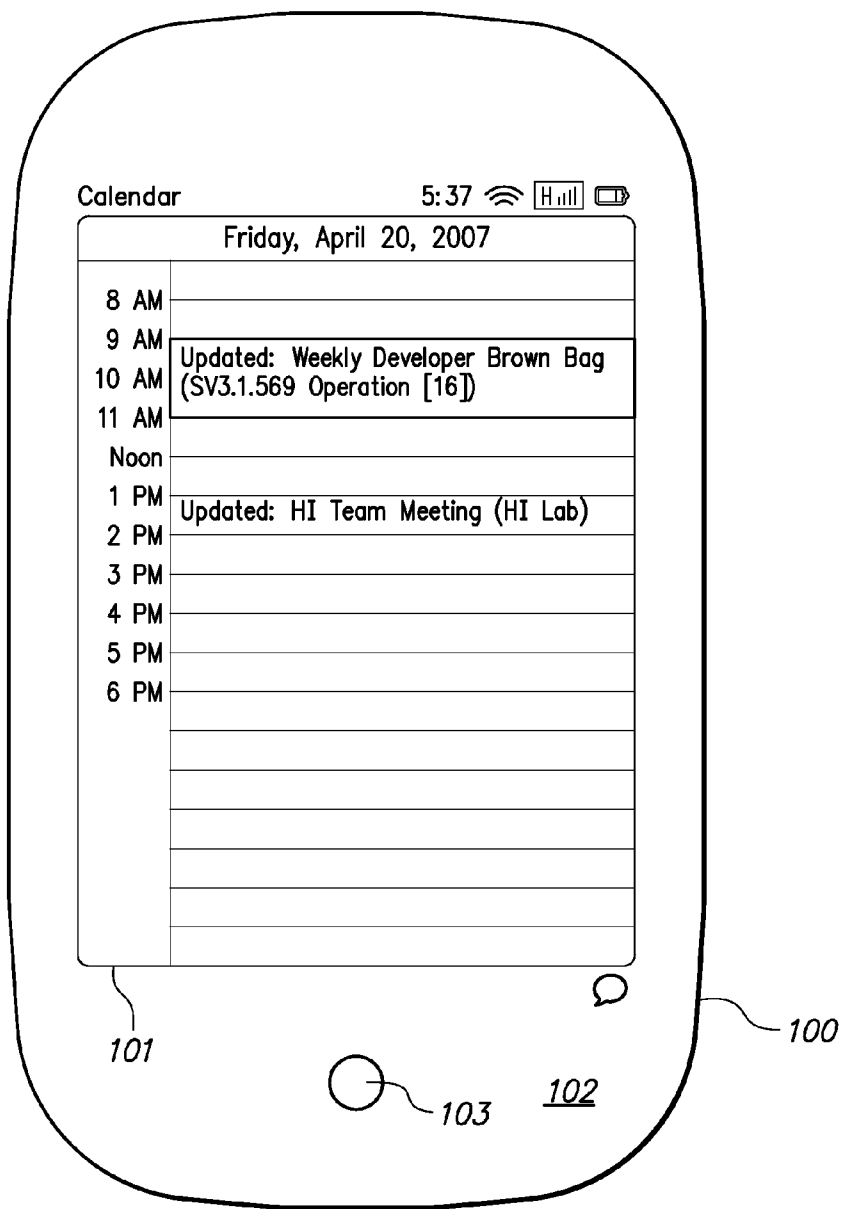 Calendar 5:37 H
Friday, April 20, 2007
8 AM
9 AM
Updated: Weekly Developer Brown Bag
10 AM (SV3.1.569 Operation [16])
11 AM
Noon
1 PM
Updated: HI Team Meeting (HI Lab)
2 PM
3 PM
4 PM
5 PM
6 PM
100
101
102
103